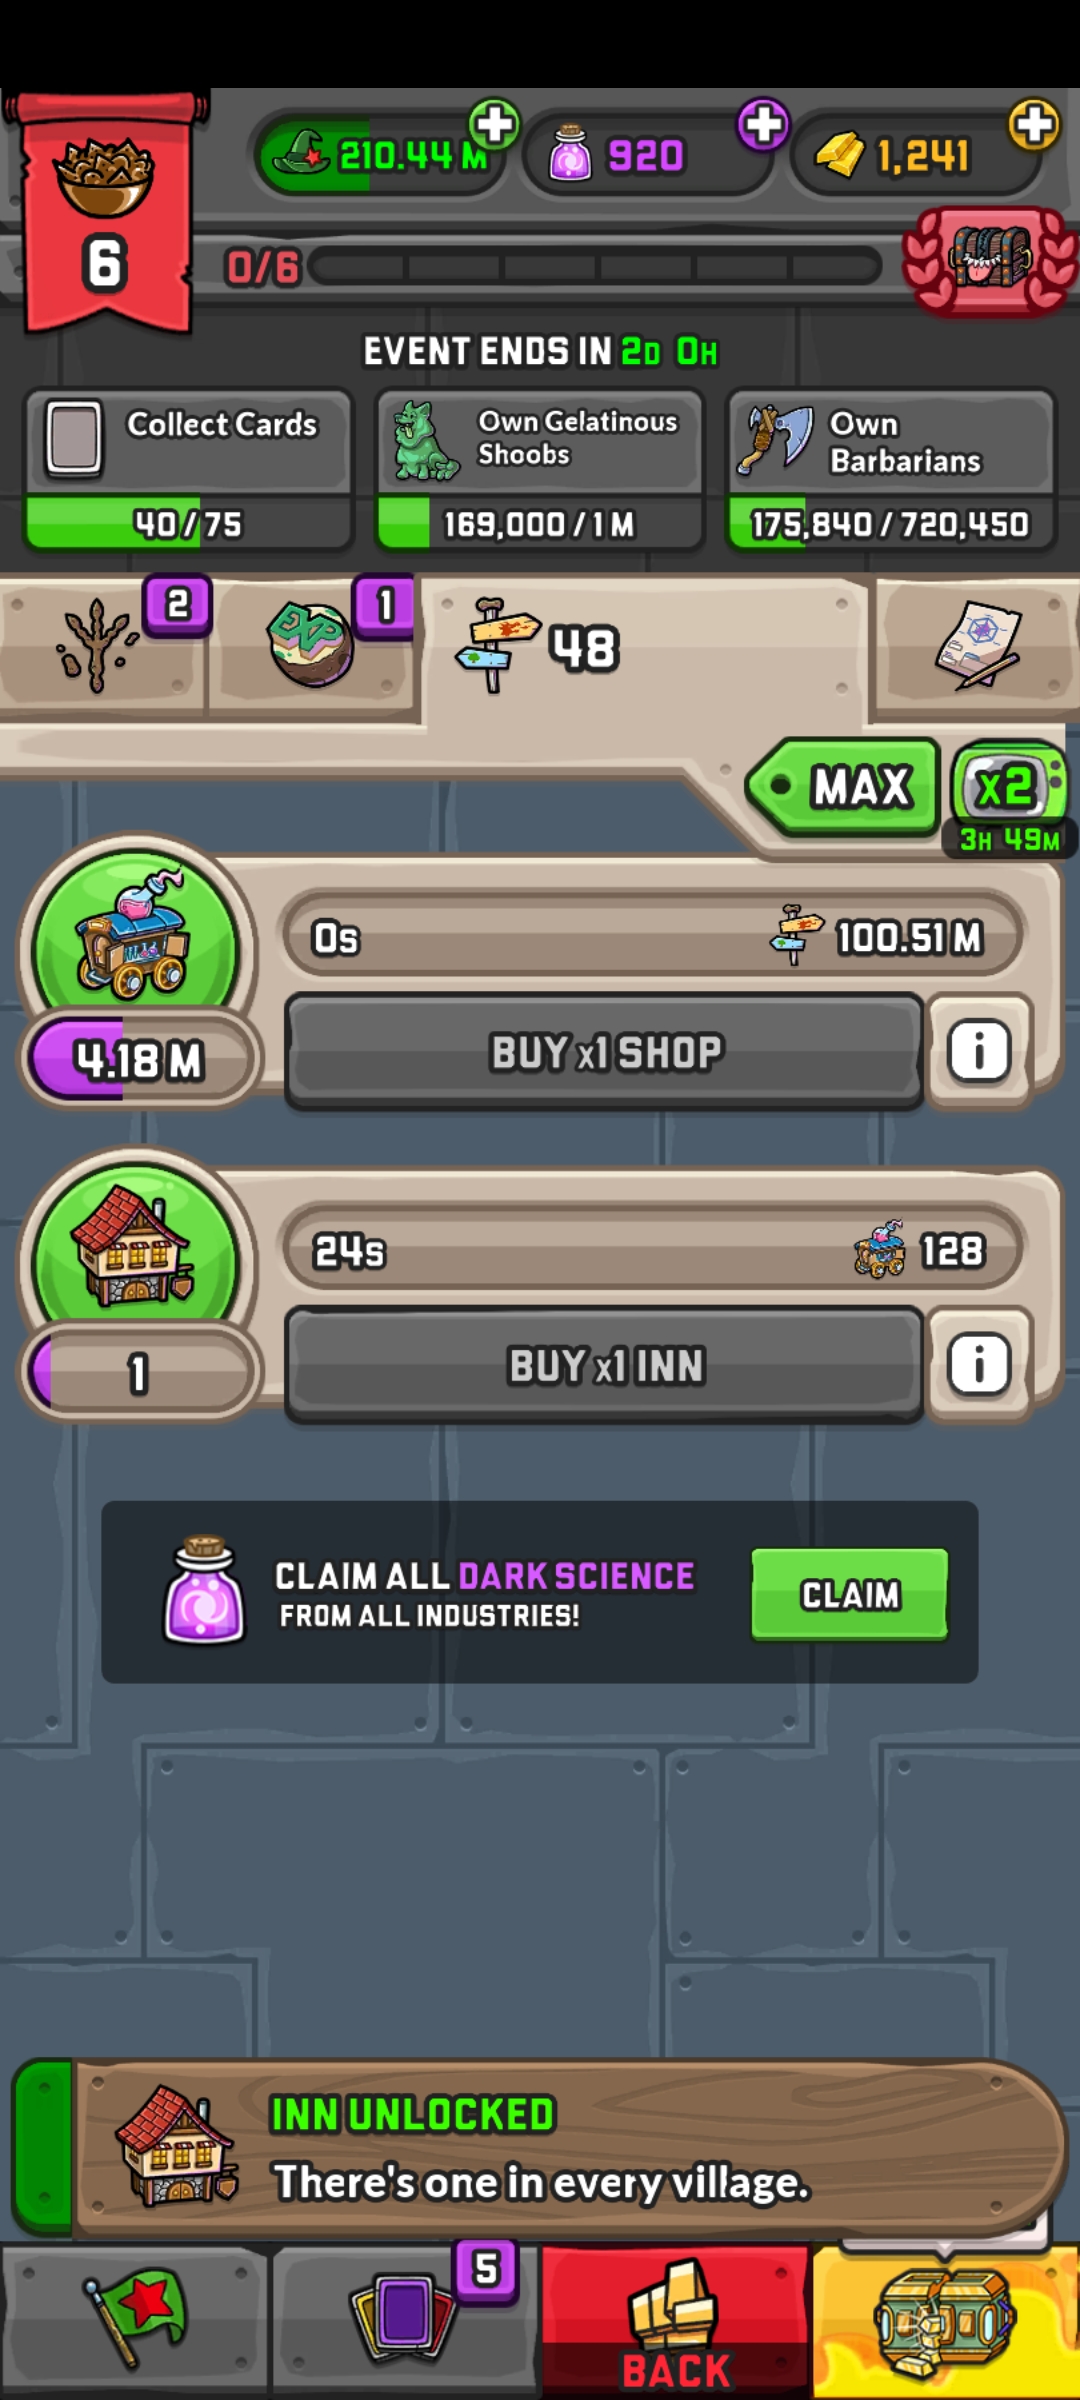 210.44 M
920
1,241
6
0/6
EVENT ENDS IN 2D 0H
Collect Cards
40/75
Own Gelatinous
Shoobs
169,000/1M
Own
Barbarians
175,840/720,450
2
EXP
1
48
MAX
x2
3H 49M
0s
100.51 M
4.18 M
BUY x1 SHOP
i
24s
128
1
BUY x1 INN
i
CLAIM ALL DARK SCIENCE
FROM ALL INDUSTRIES!
CLAIM
INN UNLOCKED
There's one in every village.
5
BACK